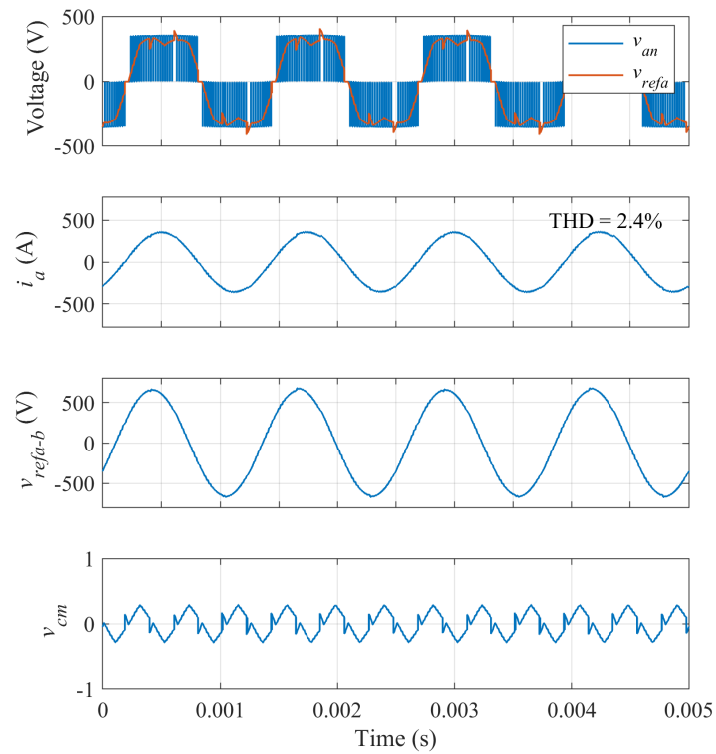 500
0
-500
Voltage (V)
v_an
v_refa
500
0
-500
i_a (A)
THD = 2.4%
500
0
-500
v_refa-b (V)
1
0
-1
v_cm
0
0.001
0.002
0.003
0.004
0.005
Time (s)